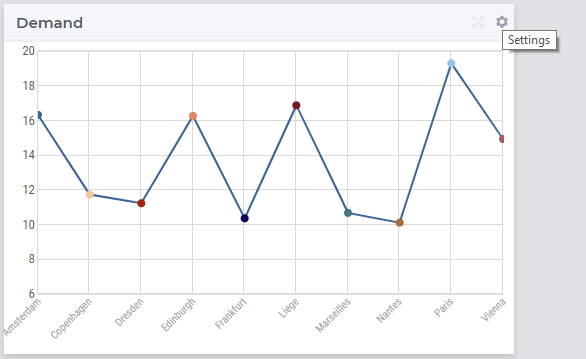 Demand
Settings
20
18
16
14
12
10
8
6
Amsterdam
Copenhagen
Dresden
Edinburgh
Frankfurt
Liege
Marseilles
Nantes
Paris
Vienna